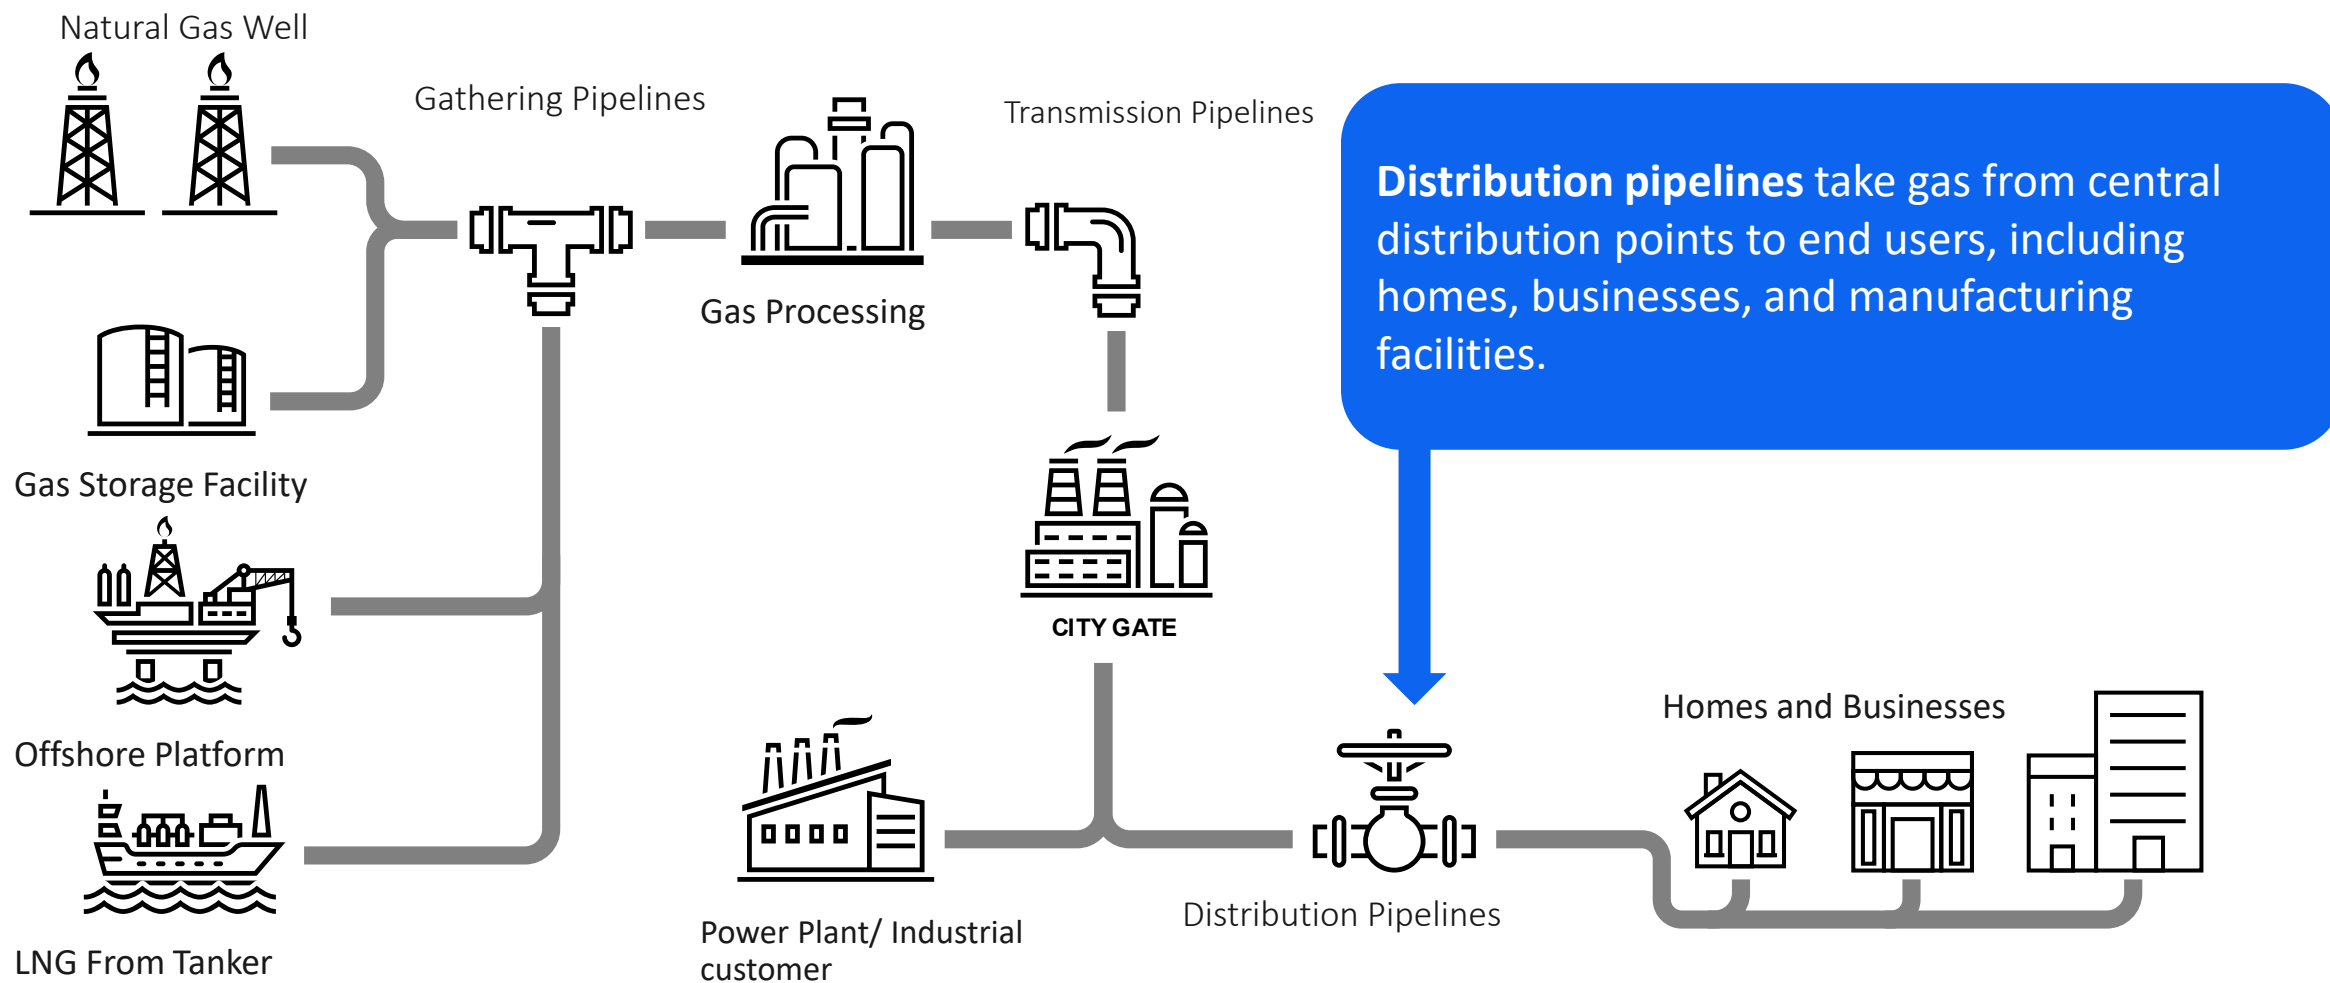 Natural Gas Well
Gathering Pipelines
Transmission Pipelines
Distribution pipelines take gas from central
distribution points to end users, including
homes, businesses, and manufacturing
facilities.
Gas Processing
Gas Storage Facility
CITY GATE
Homes and Businesses
Offshore Platform
Distribution Pipelines
Power Plant/ Industrial
customer
LNG From Tanker